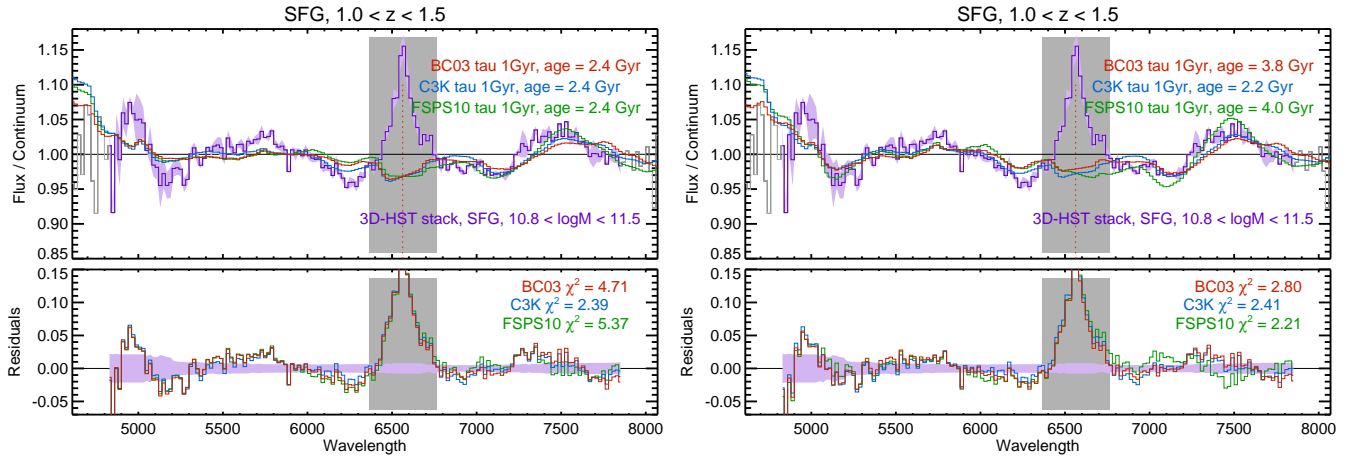 SFG, 1.0 < z < 1.5
1.15
1.10
1.05
1.00
0.95
0.90
0.85
Flux / Continuum
BC03 tau 1Gyr, age = 2.4 Gyr
C3K tau 1Gyr, age = 2.4 Gyr
FSPS10 tau 1Gyr, age = 2.4 Gyr
3D-HST stack, SFG, 10.8 < logM < 11.5
0.15
0.10
0.05
0.00
-0.05
Residuals
BC03 χ² = 4.71
C3K χ² = 2.39
FSPS10 χ² = 5.37
5000 5500 6000 6500 7000 7500 8000
Wavelength
SFG, 1.0 < z < 1.5
1.15
1.10
1.05
1.00
0.95
0.90
0.85
Flux / Continuum
BC03 tau 1Gyr, age = 3.8 Gyr
C3K tau 1Gyr, age = 2.2 Gyr
FSPS10 tau 1Gyr, age = 4.0 Gyr
3D-HST stack, SFG, 10.8 < logM < 11.5
0.15
0.10
0.05
0.00
-0.05
Residuals
BC03 χ² = 2.80
C3K χ² = 2.41
FSPS10 χ² = 2.21
5000 5500 6000 6500 7000 7500 8000
Wavelength